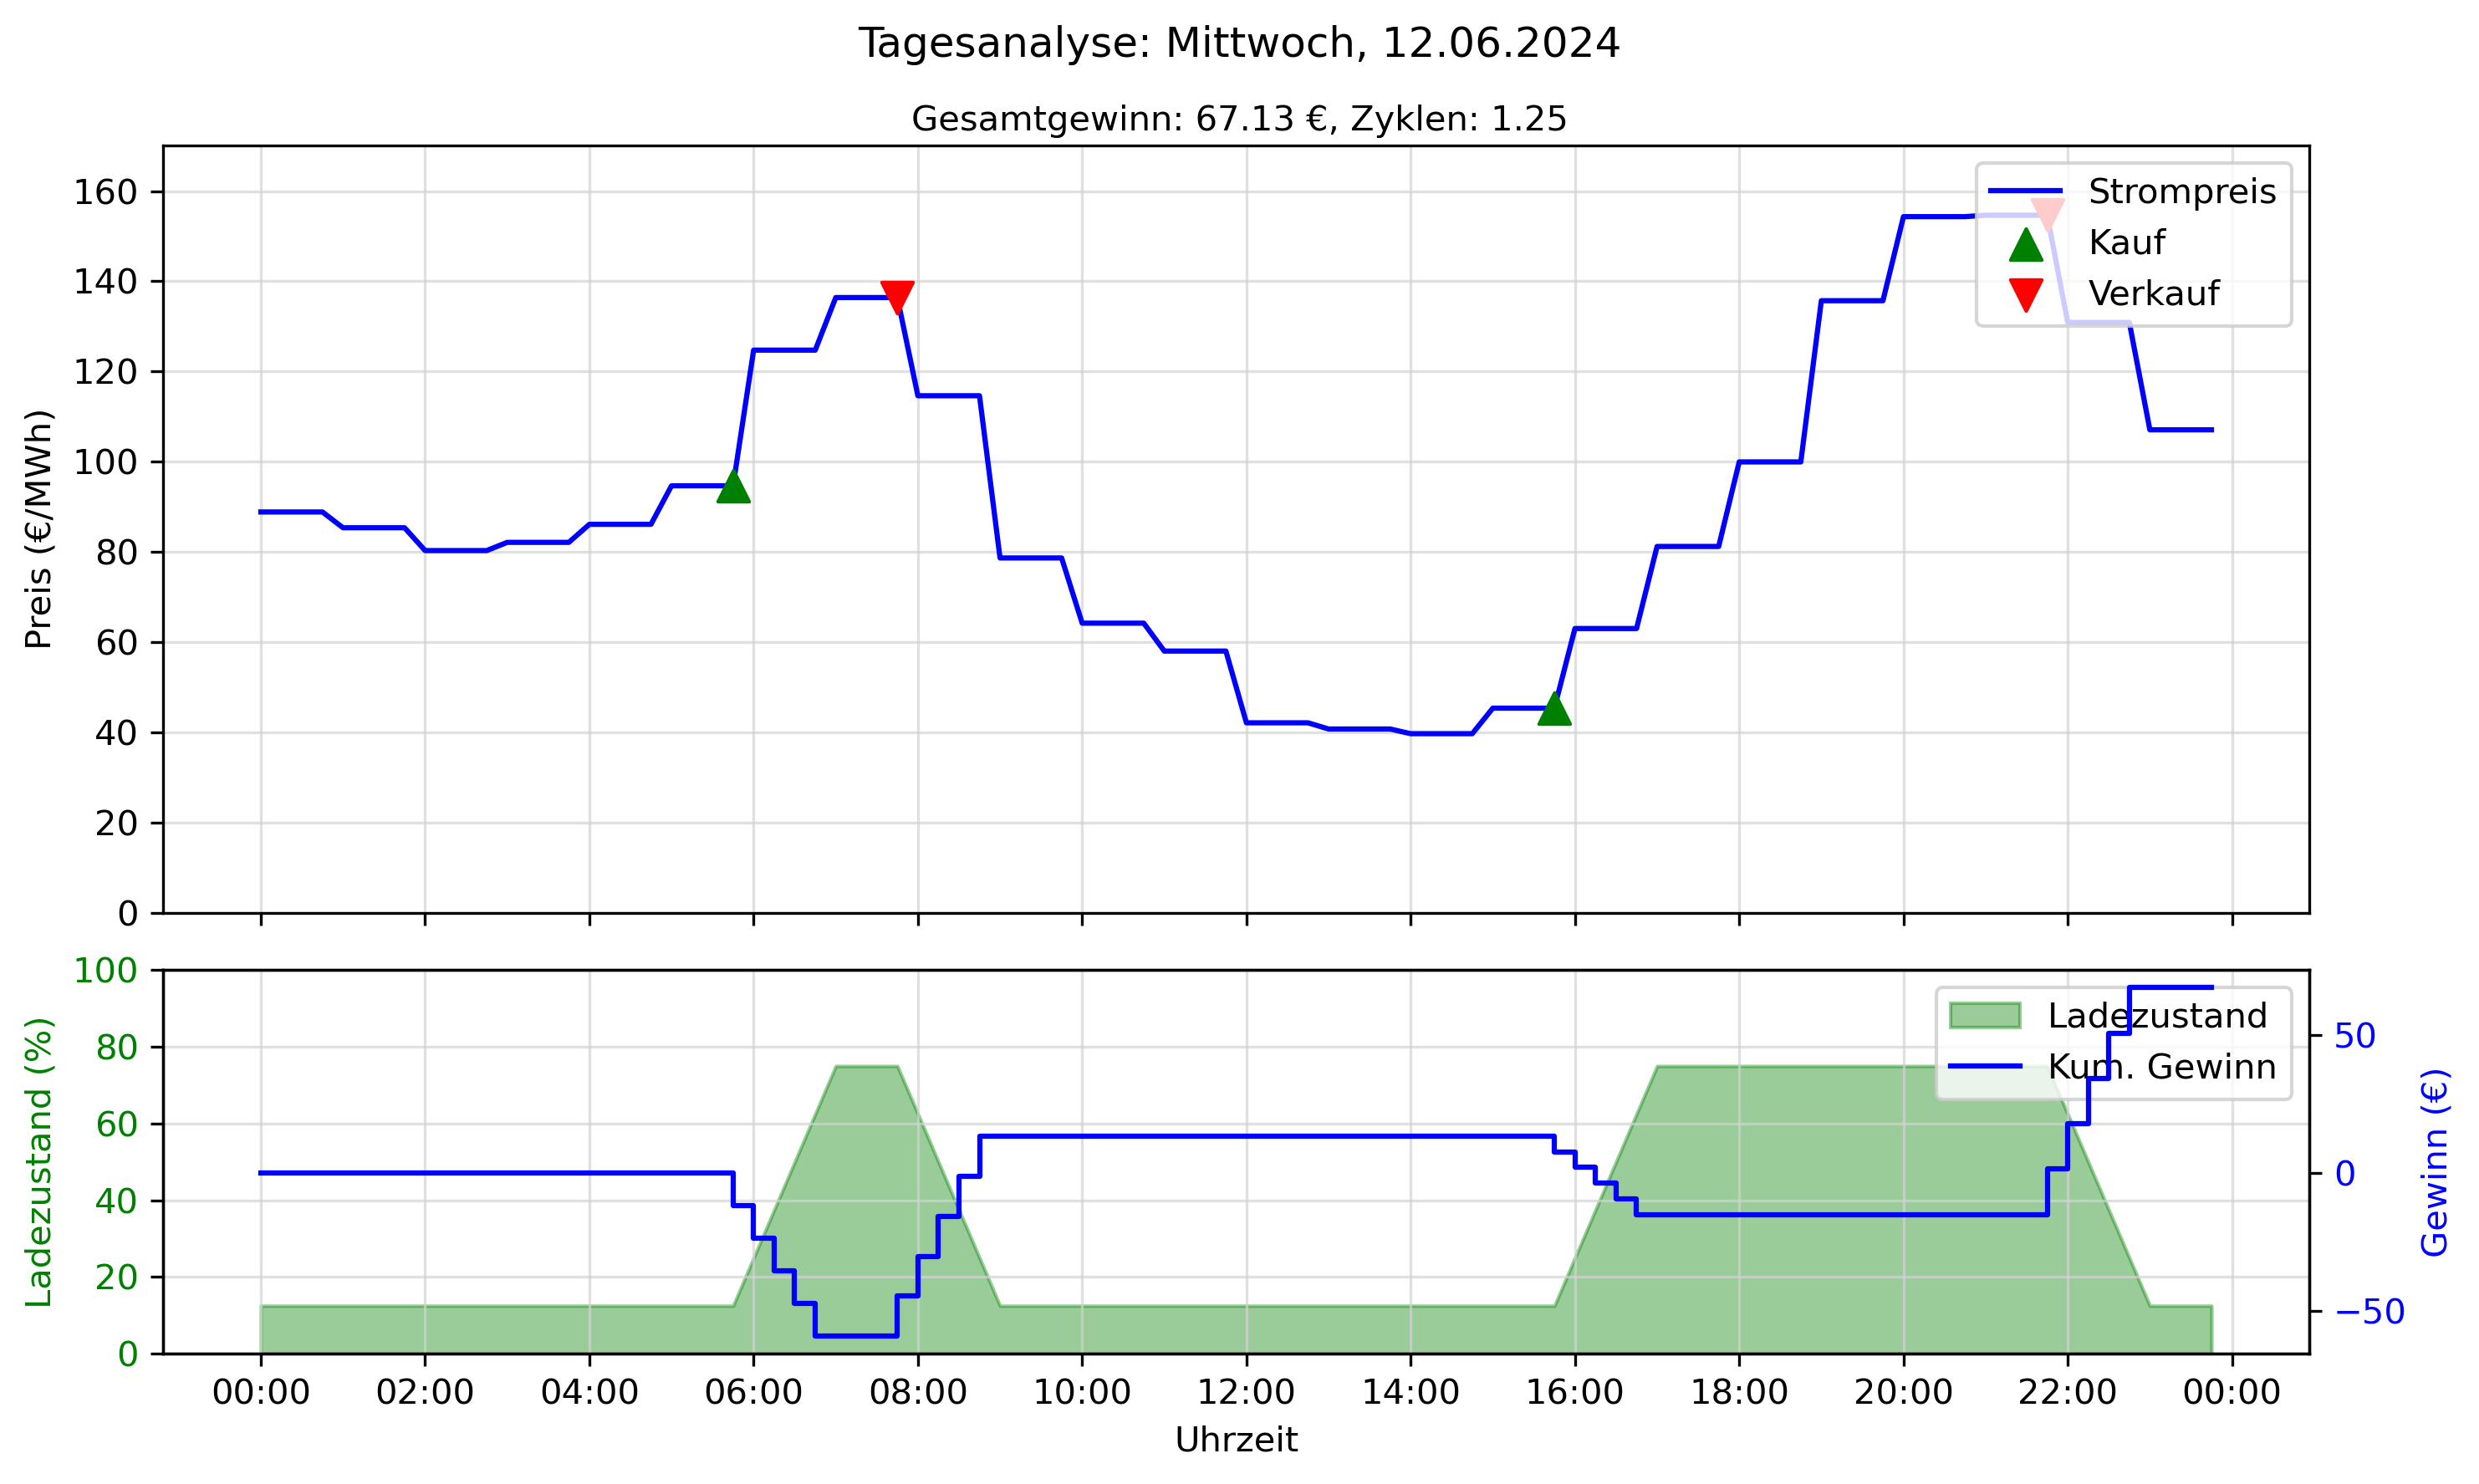 Tagesanalyse: Mittwoch, 12.06.2024
Gesamtgewinn: 67.13 €, Zyklen: 1.25
Preis (€/MWh)
160
140
120
100
80
60
40
20
0
Strompreis
Kauf
Verkauf
Ladezustand (%)
100
80
60
40
20
0
Ladezustand
Kum. Gewinn
50
0
−50
Gewinn (€)
00:00 02:00 04:00 06:00 08:00 10:00 12:00 14:00 16:00 18:00 20:00 22:00 00:00
Uhrzeit